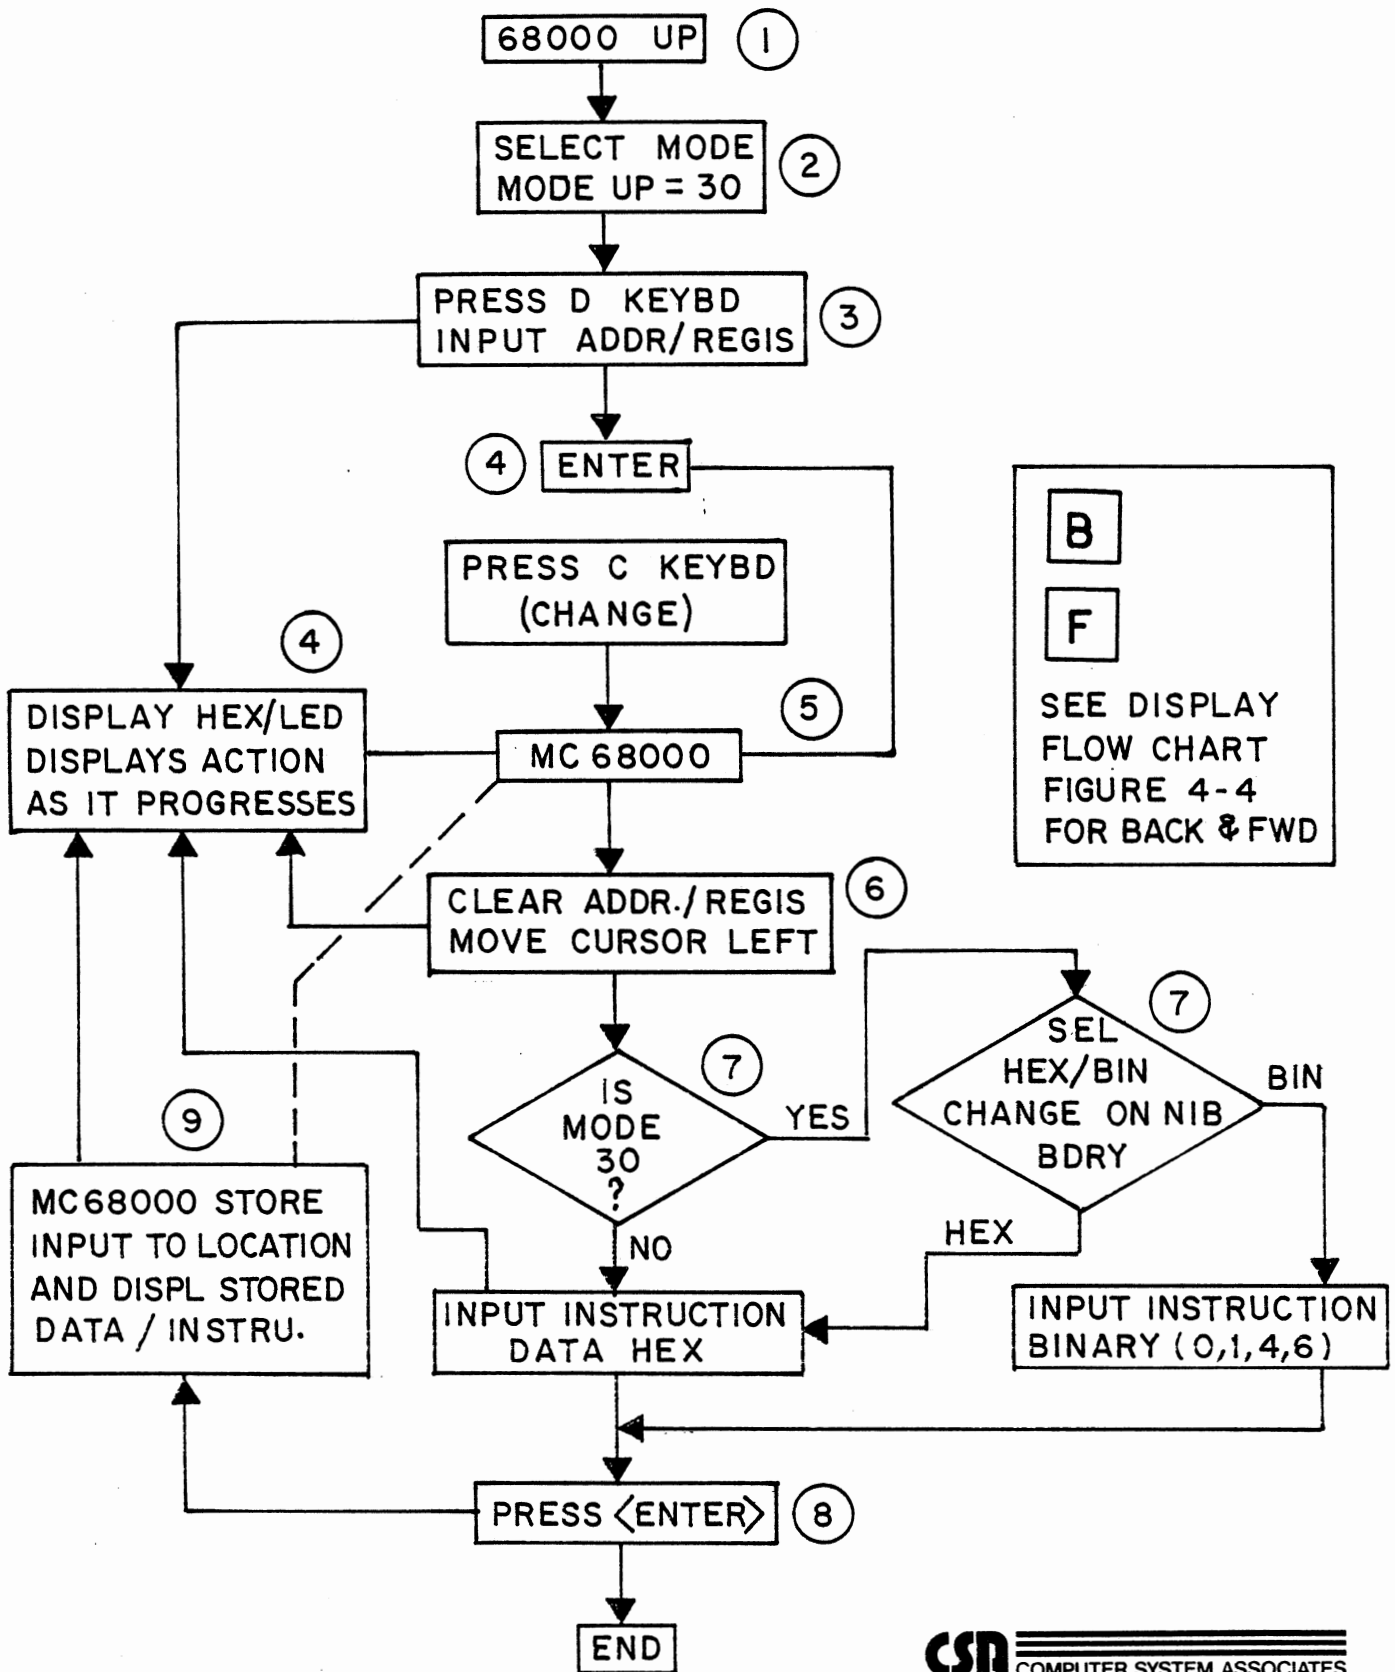 68000 UP
1
SELECT MODE
MODE UP = 30
2
PRESS D KEYBD
INPUT ADDR/REGIS
3
4
ENTER
PRESS C KEYBD
(CHANGE)
B
F
SEE DISPLAY
FLOW CHART
FIGURE 4-4
FOR BACK & FWD
4
DISPLAY HEX/LED
DISPLAYS ACTION
AS IT PROGRESSES
5
MC 68000
6
CLEAR ADDR./REGIS
MOVE CURSOR LEFT
7
IS
MODE
30
?
YES
NO
7
SEL
HEX/BIN
CHANGE ON NIB
BDRY
BIN
HEX
9
MC68000 STORE
INPUT TO LOCATION
AND DISPL STORED
DATA / INSTRU.
INPUT INSTRUCTION
DATA HEX
INPUT INSTRUCTION
BINARY (0,1,4,6)
PRESS <ENTER>
8
END
CSA
COMPUTER SYSTEM ASSOCIATES